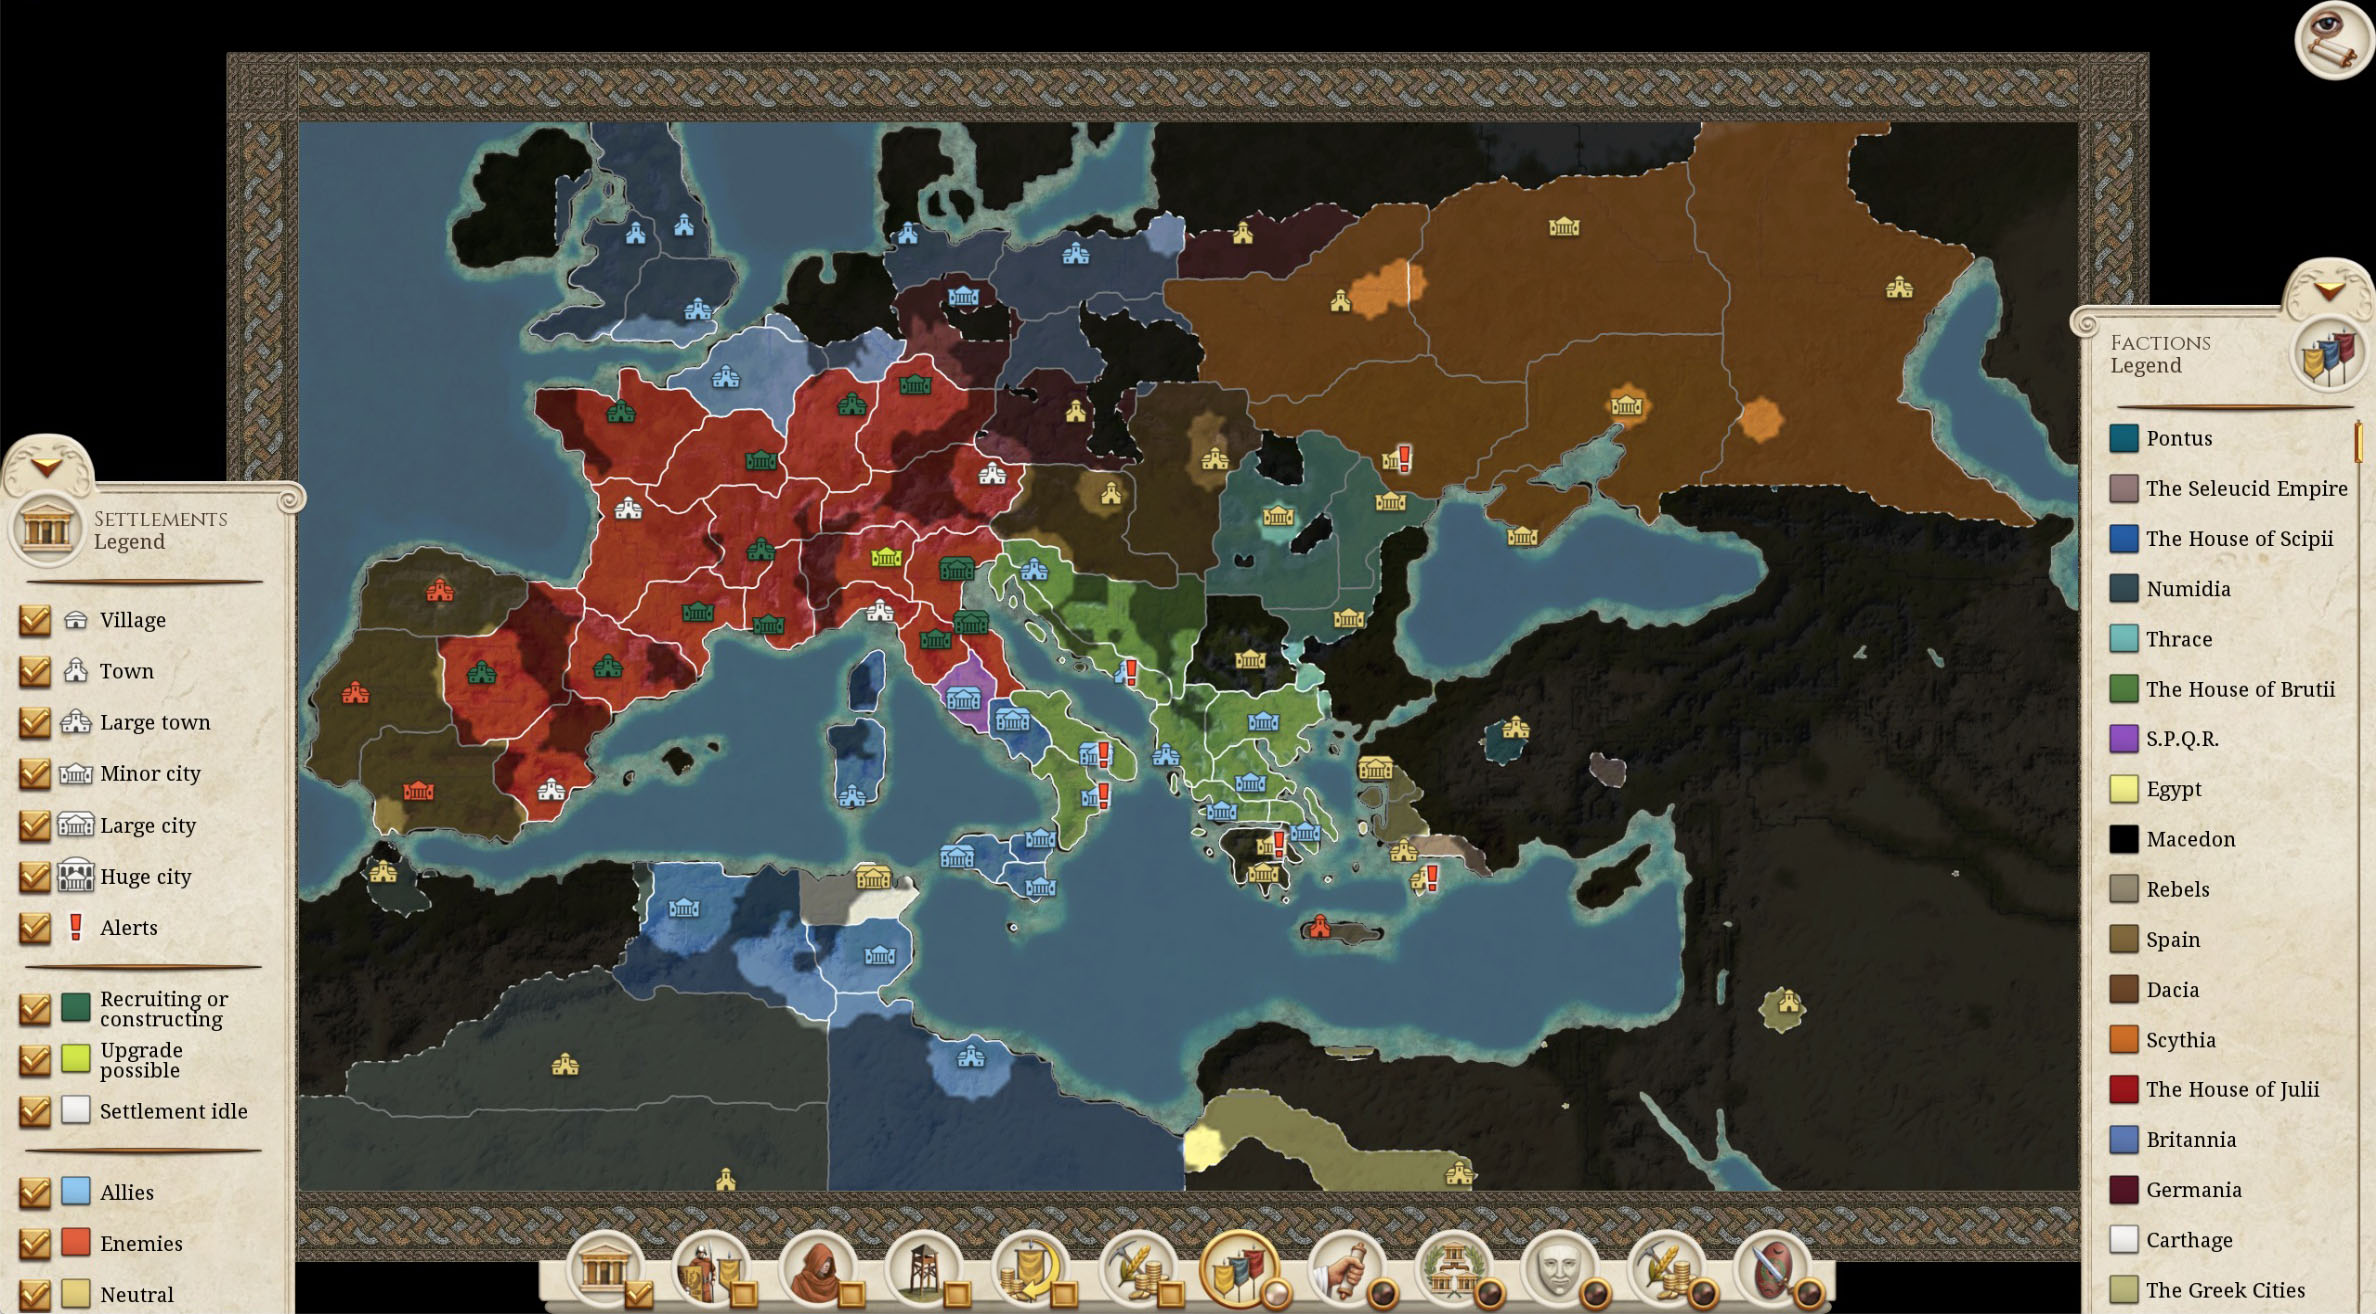 SETTLEMENTS
Legend
Village
Town
Large town
Minor city
Large city
Huge city
Alerts
Recruiting or
constructing
Upgrade
possible
Settlement idle
Allies
Enemies
Neutral
FACTIONS
Legend
Pontus
The Seleucid Empire
The House of Scipii
Numidia
Thrace
The House of Brutii
S.P.Q.R.
Egypt
Macedon
Rebels
Spain
Dacia
Scythia
The House of Julii
Britannia
Germania
Carthage
The Greek Cities